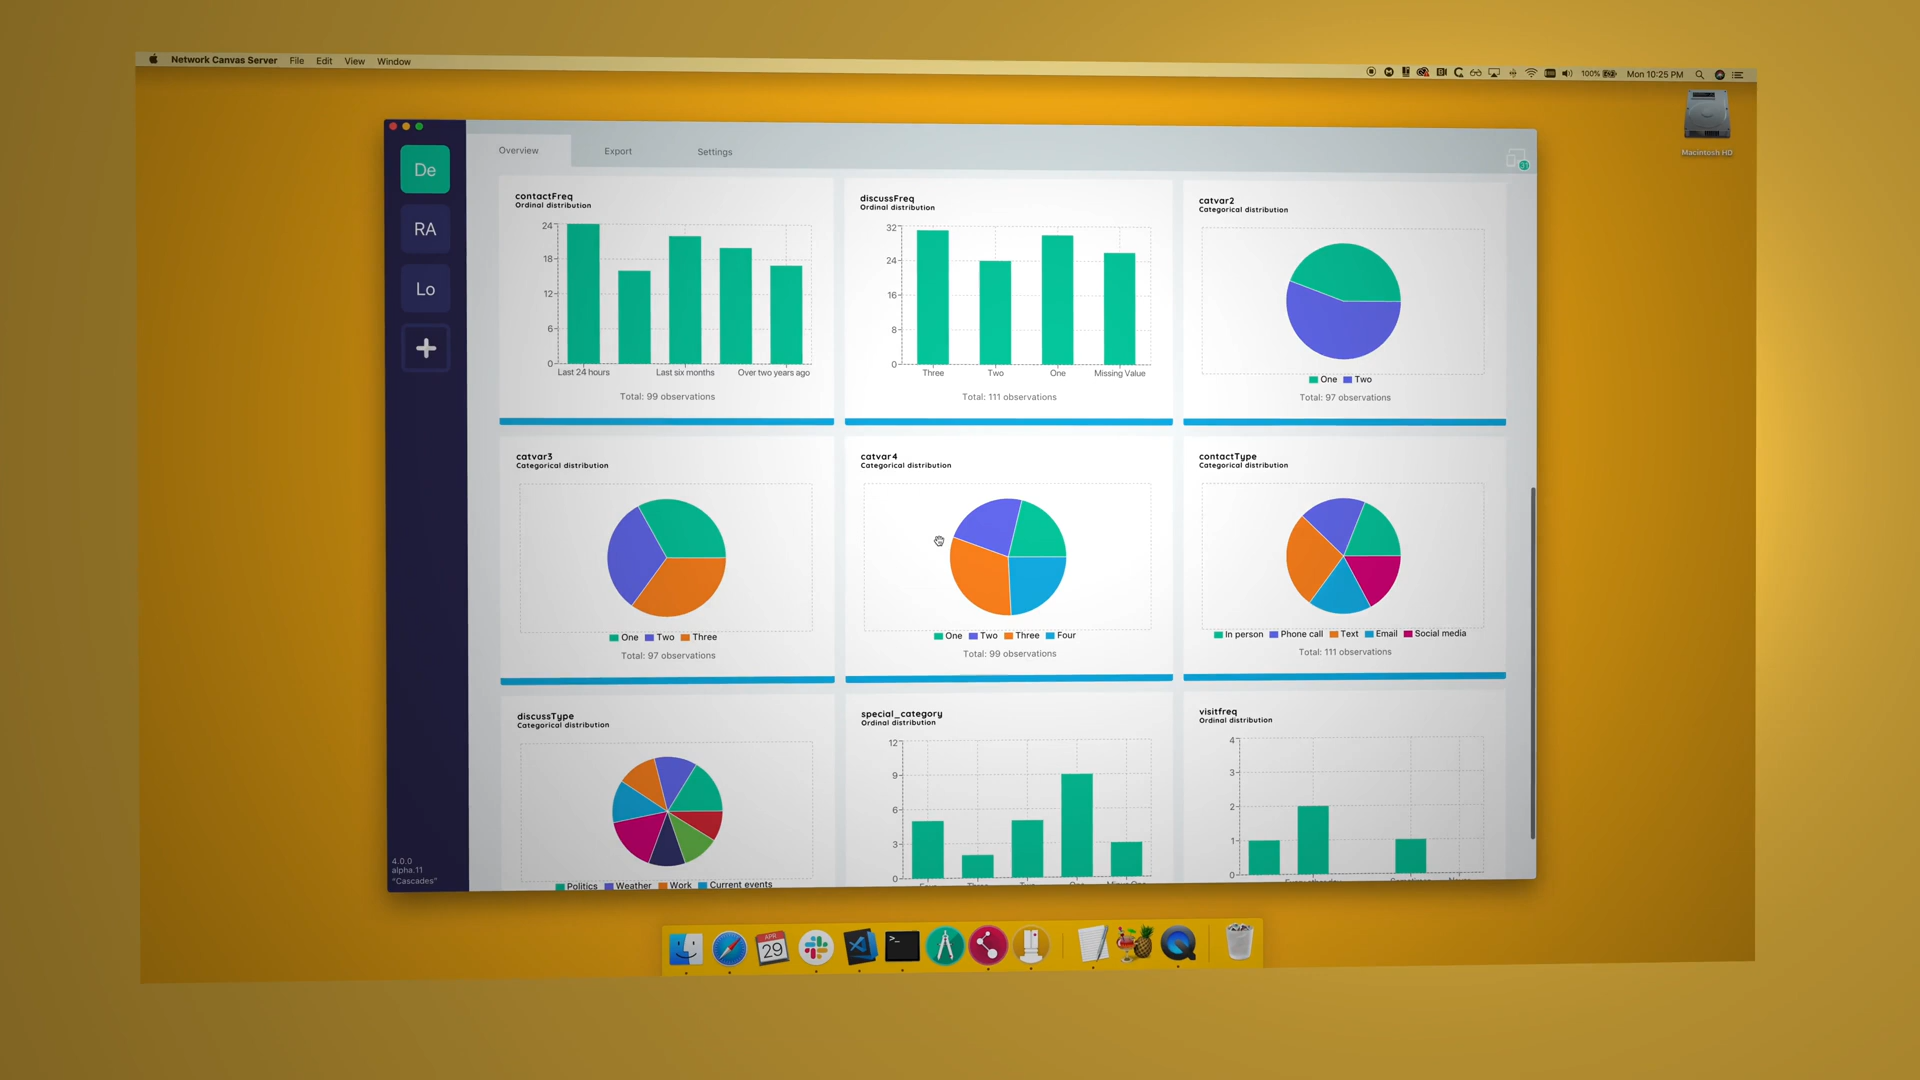 Network Canvas Server File Edit View Window
100% Mon 10:25 PM
Macintosh HD
De
RA
Lo
Overview Export Settings
contactFreq
Ordinal distribution
24
18
12
6
0
Last 24 hours Last six months Over two years ago
Total: 99 observations
discussFreq
Ordinal distribution
32
24
16
8
0
Three Two One Missing Value
Total: 111 observations
catvar2
Categorical distribution
One Two
Total: 97 observations
catvar3
Categorical distribution
One Two Three
Total: 97 observations
catvar4
Categorical distribution
One Two Three Four
Total: 99 observations
contactType
Categorical distribution
In person Phone call Text Email Social media
Total: 111 observations
discussType
Categorical distribution
Politics Weather Work Current events
special_category
Ordinal distribution
12
9
6
3
0
visitfreq
Ordinal distribution
4
3
2
1
0
4.0.0
alpha.11
"Cascades"
APR
29